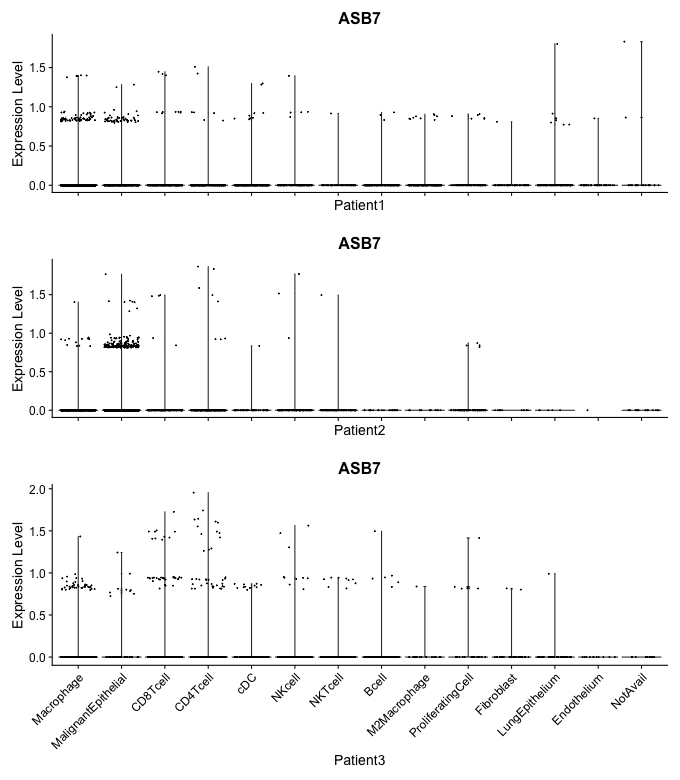 ASB7
Expression Level
1.5
1.0
0.5
0.0
Patient1
ASB7
Expression Level
1.5
1.0
0.5
0.0
Patient2
ASB7
Expression Level
2.0
1.5
1.0
0.5
0.0
Macrophage
MalignantEpithelial
CD8Tcell
CD4Tcell
cDC
NKcell
NKTcell
Bcell
M2Macrophage
ProliferatingCell
Fibroblast
LungEpithelium
Endothelium
NotAvail
Patient3